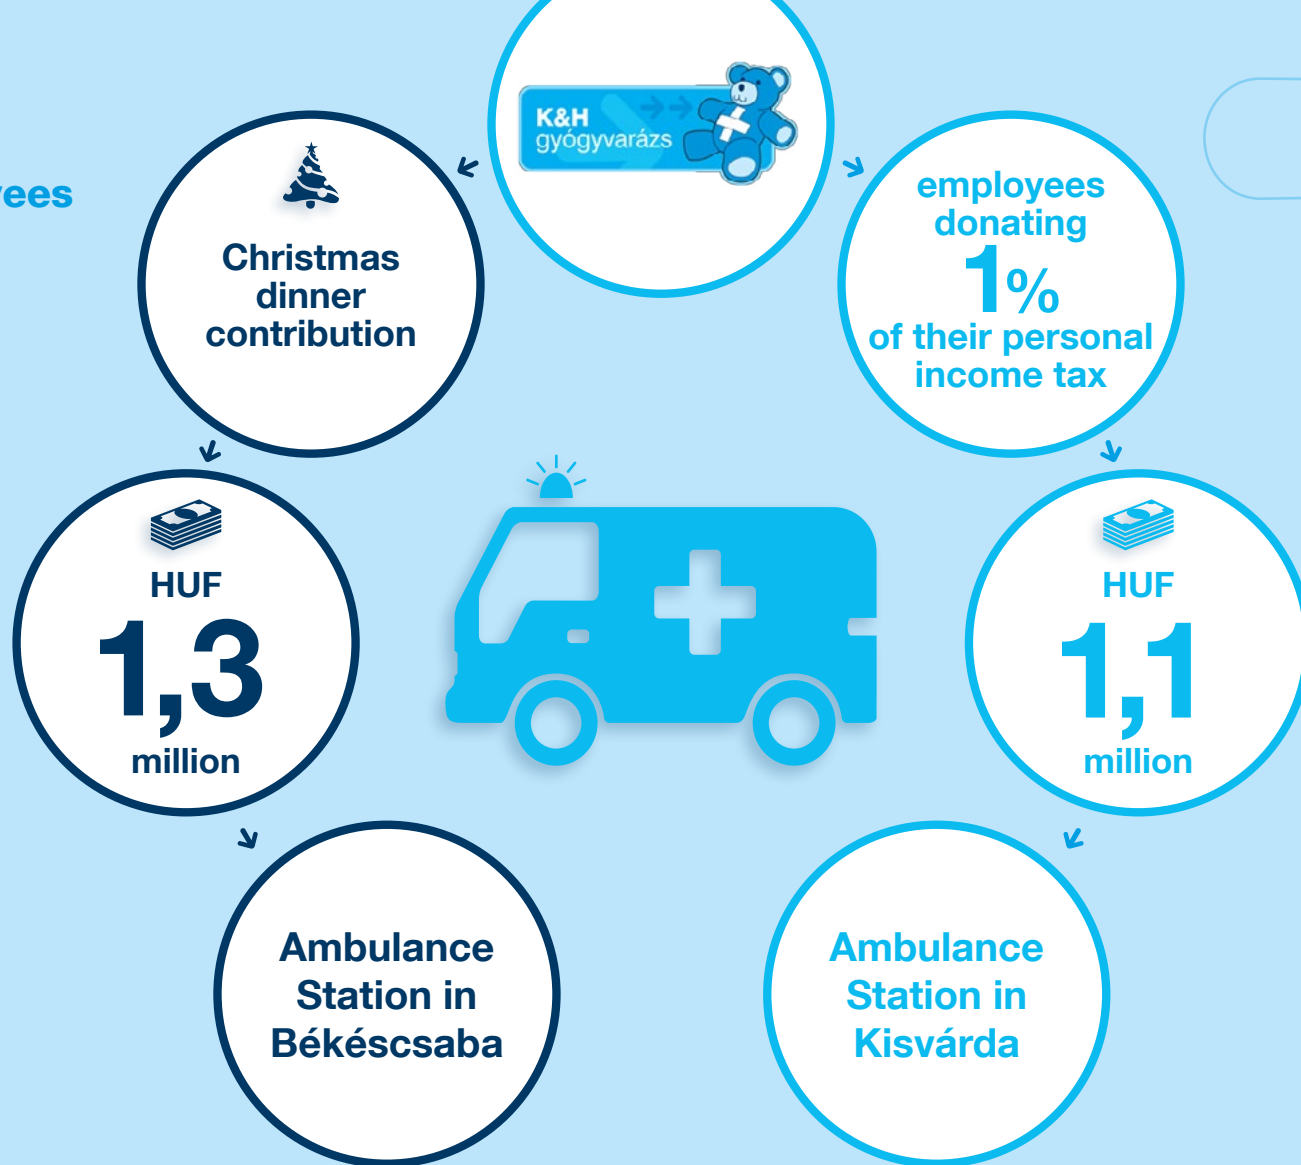 K&H
gyógyvarázs
Christmas
dinner
contribution
employees
donating
1%
of their personal
income tax
HUF
1,3
million
HUF
1,1
million
Ambulance
Station in
Békéscsaba
Ambulance
Station in
Kisvárda